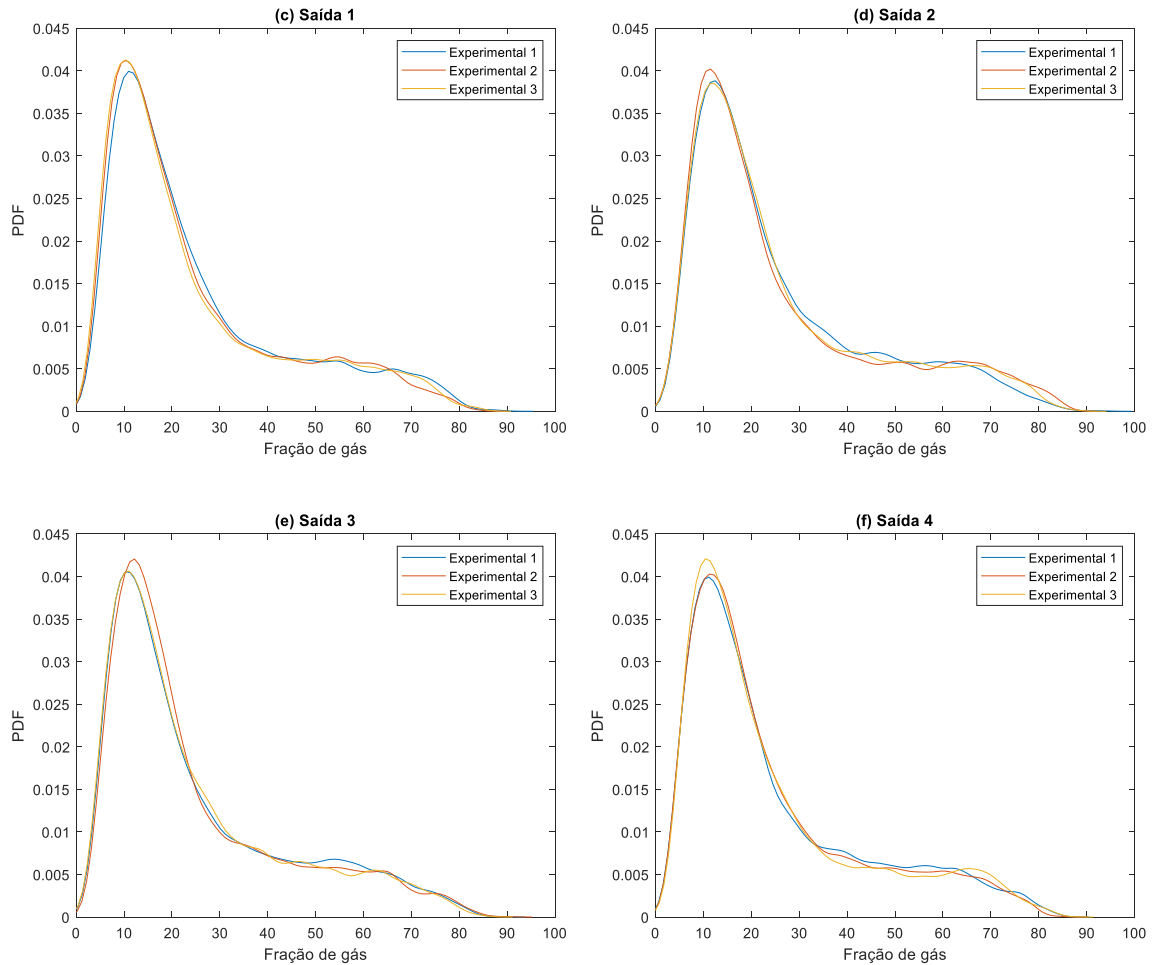 (c) Saída 1
0.045
0.04
0.035
0.03
0.025
0.02
0.015
0.01
0.005
0
PDF
Experimental 1
Experimental 2
Experimental 3
0 10 20 30 40 50 60 70 80 90 100
Fração de gás
(d) Saída 2
0.045
0.04
0.035
0.03
0.025
0.02
0.015
0.01
0.005
0
PDF
Experimental 1
Experimental 2
Experimental 3
0 10 20 30 40 50 60 70 80 90 100
Fração de gás
(e) Saída 3
0.045
0.04
0.035
0.03
0.025
0.02
0.015
0.01
0.005
0
PDF
Experimental 1
Experimental 2
Experimental 3
0 10 20 30 40 50 60 70 80 90 100
Fração de gás
(f) Saída 4
0.045
0.04
0.035
0.03
0.025
0.02
0.015
0.01
0.005
0
PDF
Experimental 1
Experimental 2
Experimental 3
0 10 20 30 40 50 60 70 80 90 100
Fração de gás